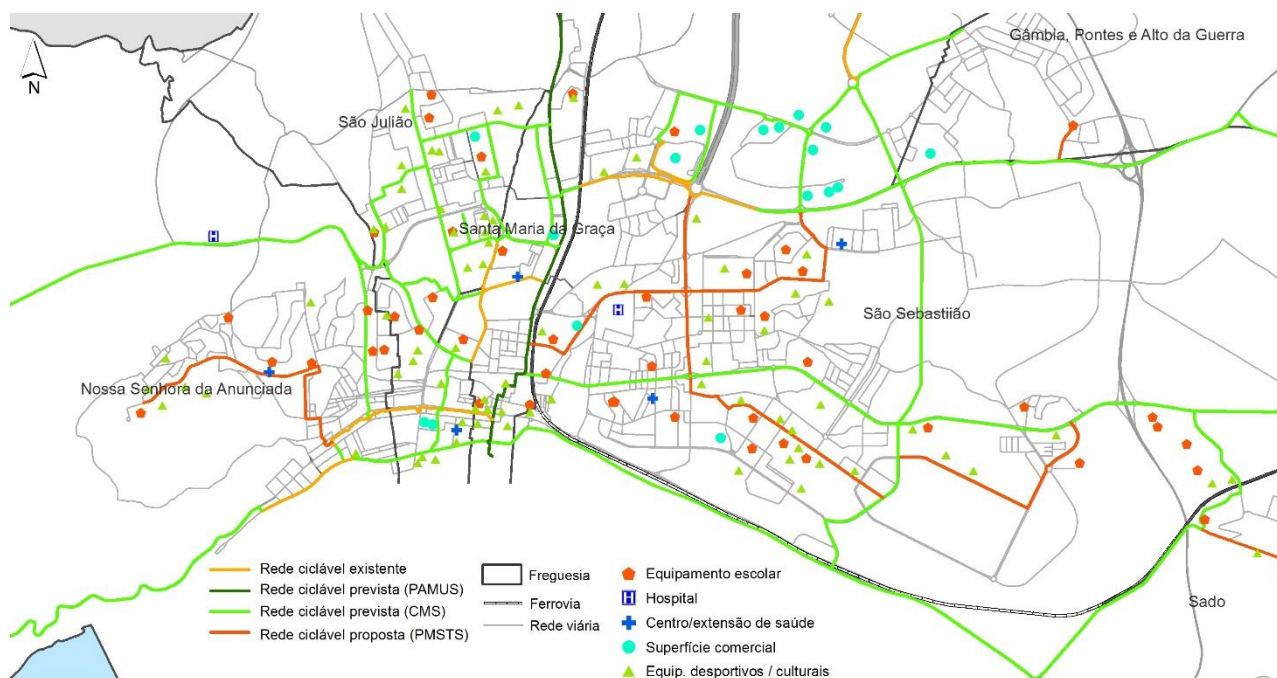 Gâmbia, Pontes e Alto da Guerra
N
São Julião
Santa Maria da Graça
H
H
São Sebastiião
Nossa Senhora da Anunciada
Sado
Rede ciclável existente
Rede ciclável prevista (PAMUS)
Rede ciclável prevista (CMS)
Rede ciclável proposta (PMSTS)
Freguesia
Ferrovia
Rede viária
Equipamento escolar
H Hospital
Centro/extensão de saúde
Superfície comercial
Equip. desportivos / culturais